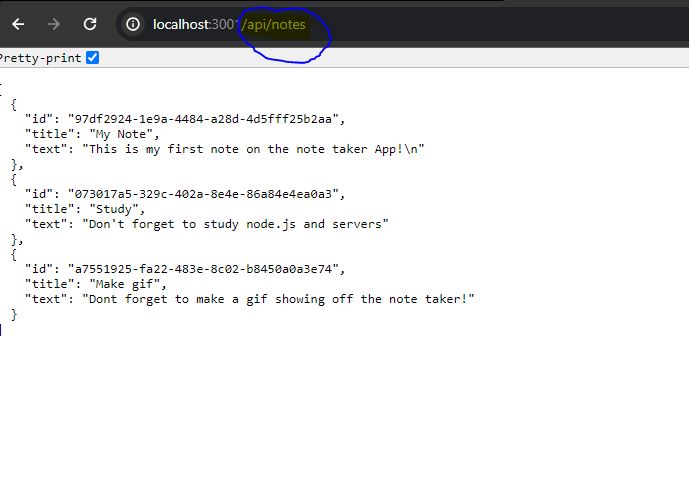 localhost:3001/api/notes
Pretty-print
[
{
"id": "97df2924-1e9a-4484-a28d-4d5fff25b2aa",
"title": "My Note",
"text": "This is my first note on the note taker App!\n"
},
{
"id": "073017a5-329c-402a-8e4e-86a84e4ea0a3",
"title": "Study",
"text": "Don't forget to study node.js and servers"
},
{
"id": "a7551925-fa22-483e-8c02-b8450a0a3e74",
"title": "Make gif",
"text": "Dont forget to make a gif showing off the note taker!"
}
]